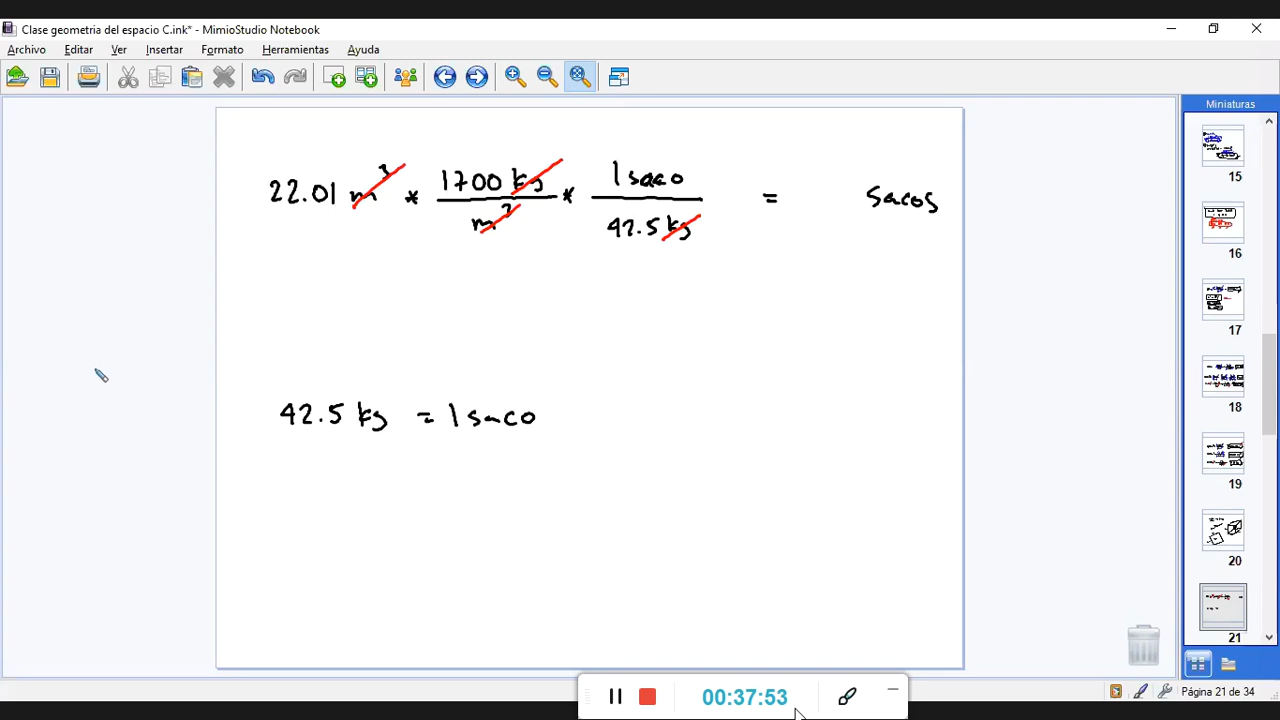 Clase geometria del espacio C.ink* - MimioStudio Notebook
Archivo Editar Ver Insertar Formato Herramientas Ayuda
Miniaturas
22.01 m³ * 1700 kg / m³ * 1 saco / 42.5 kg = sacos
42.5 kg = 1 saco
15
16
17
18
19
20
21
00:37:53
Página 21 de 34